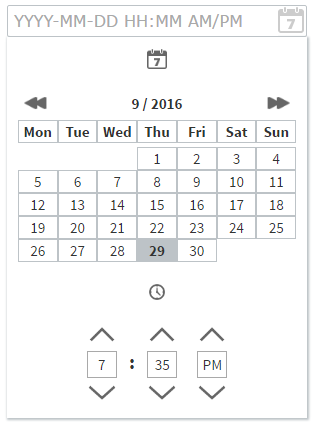 YYYY-MM-DD HH:MM AM/PM 7
7
9 / 2016
Mon Tue Wed Thu Fri Sat Sun
1 2 3 4
5 6 7 8 9 10 11
12 13 14 15 16 17 18
19 20 21 22 23 24 25
26 27 28 29 30
7 : 35 PM